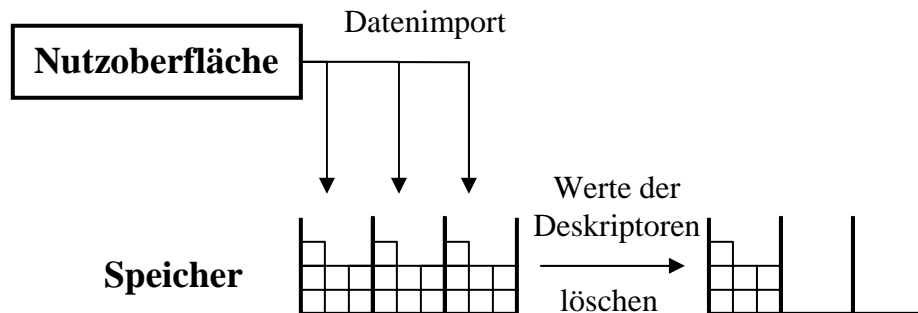 Datenimport
Nutzoberfläche
Werte der
Deskriptoren
Speicher
löschen